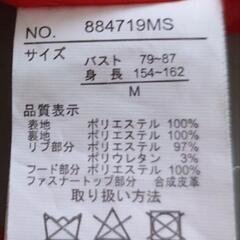 NO. 884719MS
サイズ
バスト 79~87
身長 154~162
M
品質表示
表地 ポリエステル 100%
裏地 ポリエステル 100%
リブ部分 ポリエステル 97%
ポリウレタン 3%
フード部分 ポリエステル 100%
ファスナートップ部分 合成皮革
取り扱い方法